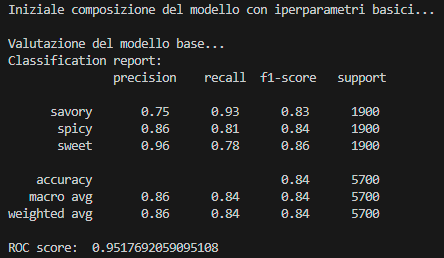 Iniziale composizione del modello con iperparametri basici...
Valutazione del modello base...
Classification report:
precision recall f1-score support
savory 0.75 0.93 0.83 1900
spicy 0.86 0.81 0.84 1900
sweet 0.96 0.78 0.86 1900
accuracy 0.84 5700
macro avg 0.86 0.84 0.84 5700
weighted avg 0.86 0.84 0.84 5700
ROC score: 0.9517692059095108